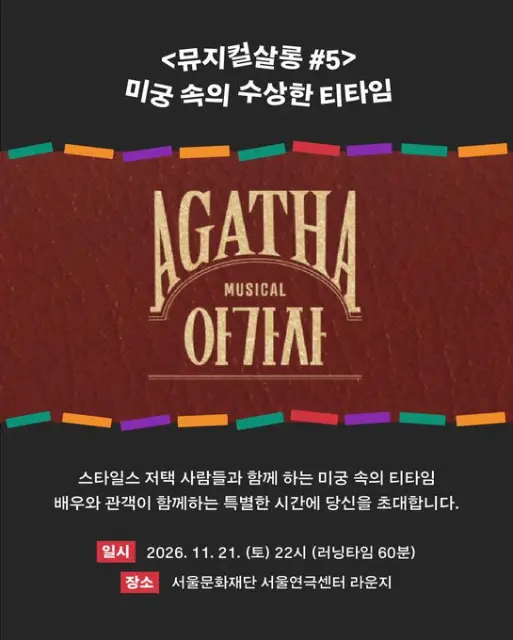 <뮤지컬살롱 #5>
미궁 속의 수상한 티타임
AGATHA
MUSICAL
아가사
스타일스 저택 사람들과 함께 하는 미궁 속의 티타임
배우와 관객이 함께하는 특별한 시간에 당신을 초대합니다.
일시 2026. 11. 21. (토) 22시 (러닝타임 60분)
장소 서울문화재단 서울연극센터 라운지